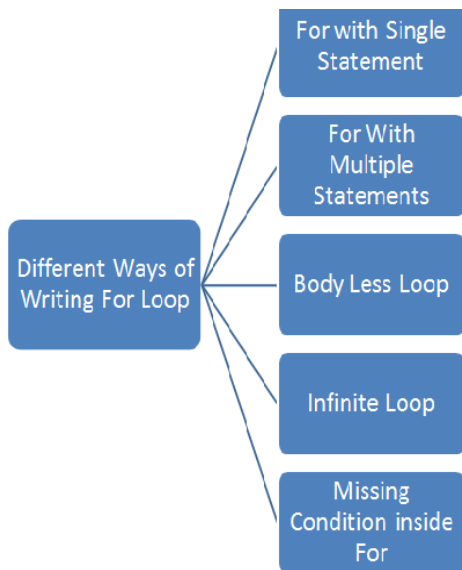 For with Single
Statement
For With
Multiple
Statements
Different Ways of
Writing For Loop
Body Less Loop
Infinite Loop
Missing
Condition inside
For